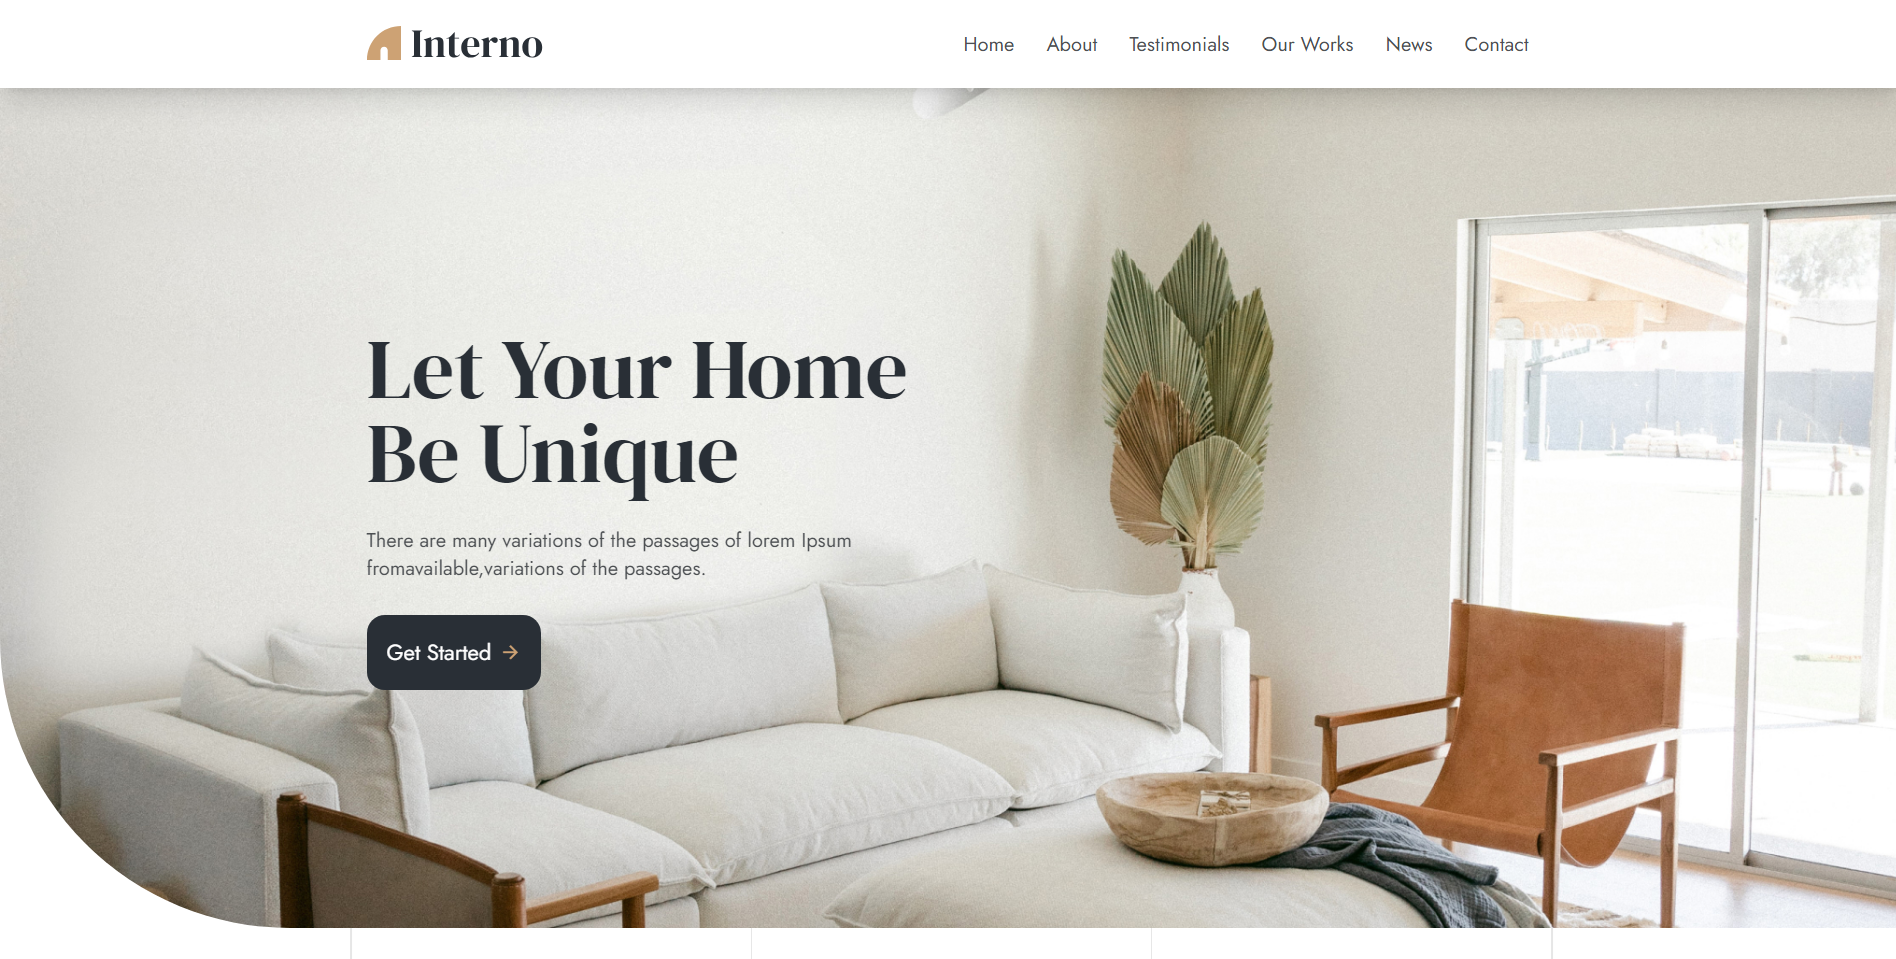 Interno
Home About Testimonials Our Works News Contact
Let Your Home
Be Unique
There are many variations of the passages of lorem Ipsum
fromavailable,variations of the passages.
Get Started →